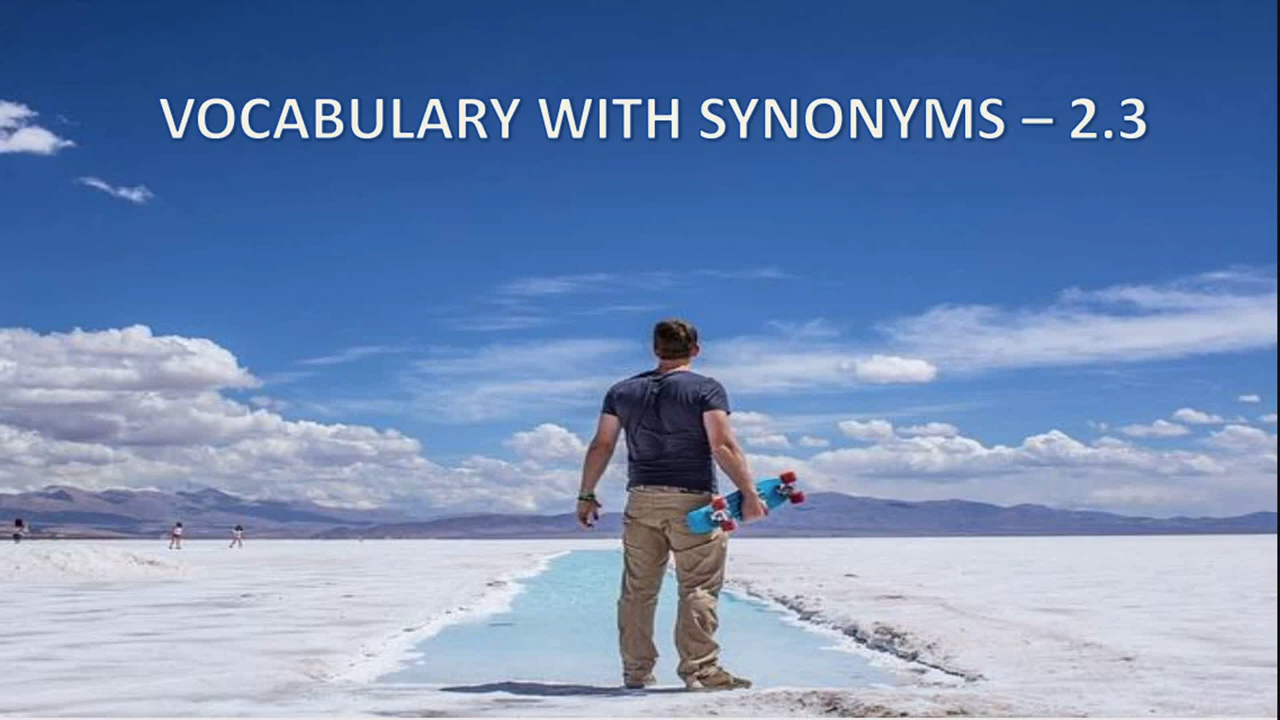 VOCABULARY WITH SYNONYMS – 2.3